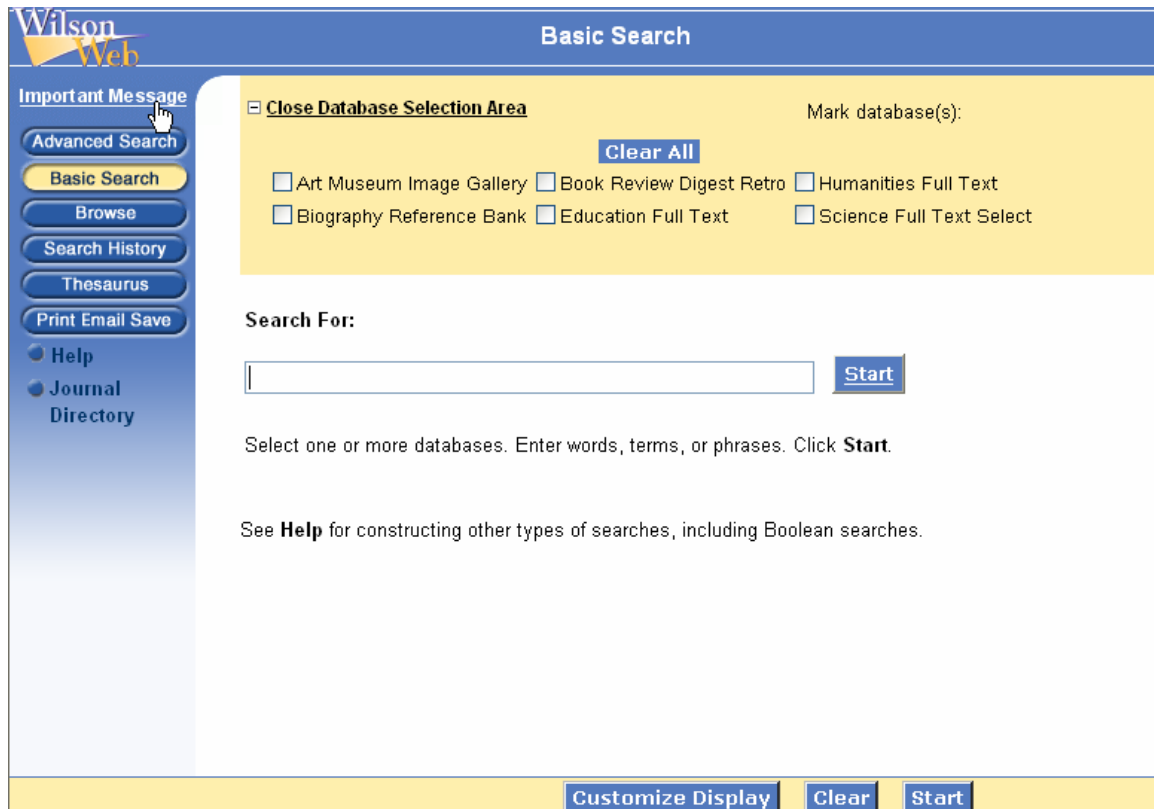 Wilson
Web
Basic Search
Important Message
Advanced Search
Basic Search
Browse
Search History
Thesaurus
Print Email Save
Help
Journal
Directory
Close Database Selection Area
Mark database(s):
Clear All
Art Museum Image Gallery Book Review Digest Retro Humanities Full Text
Biography Reference Bank Education Full Text Science Full Text Select
Search For:
Start
Select one or more databases. Enter words, terms, or phrases. Click Start.
See Help for constructing other types of searches, including Boolean searches.
Customize Display Clear Start